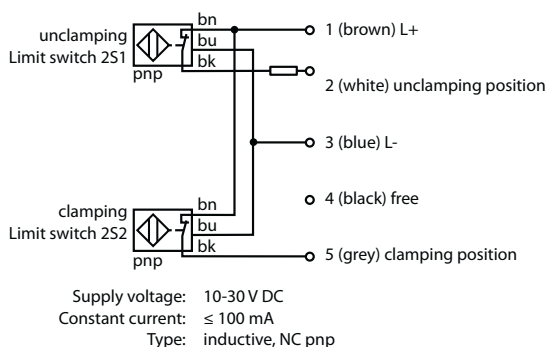 bn
1 (brown) L+
unclamping
Limit switch 2S1
bu
bk
pnp
2 (white) unclamping position
3 (blue) L-
4 (black) free
clamping
Limit switch 2S2
bn
bu
bk
pnp
5 (grey) clamping position
Supply voltage: 10-30 V DC
Constant current: ≤ 100 mA
Type: inductive, NC pnp